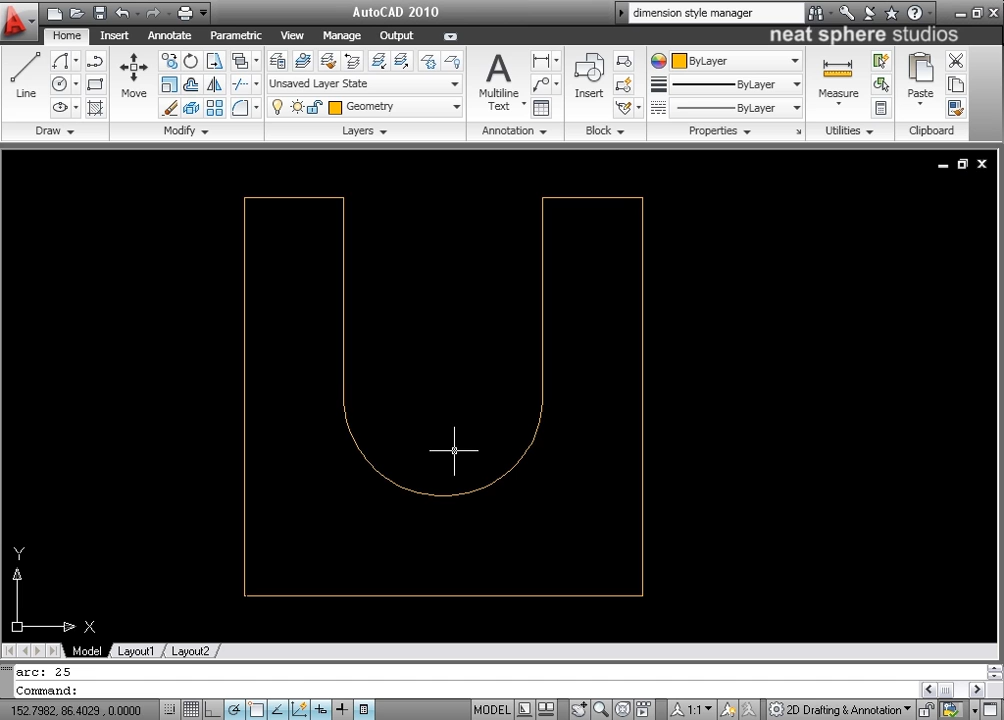 AutoCAD 2010
dimension style manager
Home Insert Annotate Parametric View Manage Output
neat sphere studios
Line
Move
Unsaved Layer State
Geometry
Multiline
Text
Insert
ByLayer
ByLayer
ByLayer
Measure
Paste
Draw
Modify
Layers
Annotation
Block
Properties
Utilities
Clipboard
Y
X
Model Layout1 Layout2
arc: 25
Command:
152.7982, 86.4029, 0.0000
MODEL
1:1
2D Drafting & Annotation